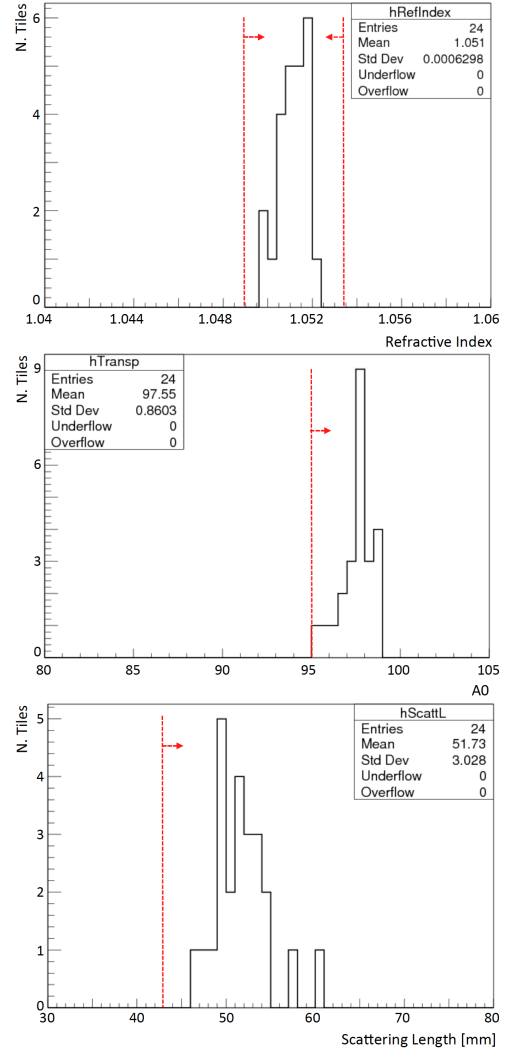 N. Tiles
hRefIndex
Entries 24
Mean 1.051
Std Dev 0.0006298
Underflow 0
Overflow 0
6
4
2
0
1.04 1.044 1.048 1.052 1.056 1.06
Refractive Index
N. Tiles
hTransp
Entries 24
Mean 97.55
Std Dev 0.8603
Underflow 0
Overflow 0
9
6
3
0
80 85 90 95 100 105
A0
N. Tiles
hScattL
Entries 24
Mean 51.73
Std Dev 3.028
Underflow 0
Overflow 0
5
4
3
2
1
0
30 40 50 60 70 80
Scattering Length [mm]